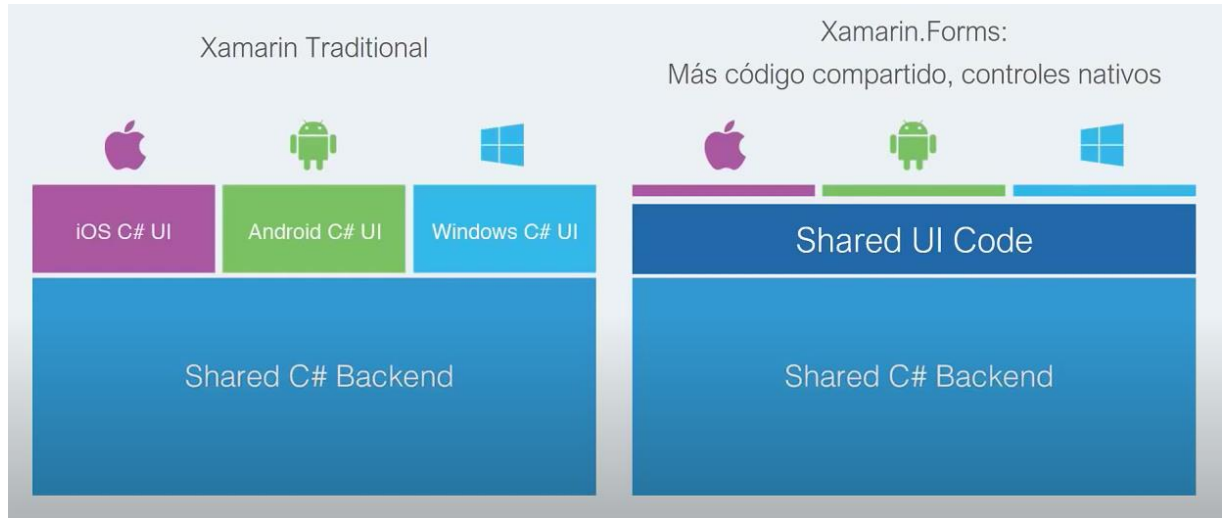 Xamarin Traditional
iOS C# UI
Android C# UI
Windows C# UI
Shared C# Backend
Xamarin.Forms:
Más código compartido, controles nativos
Shared UI Code
Shared C# Backend